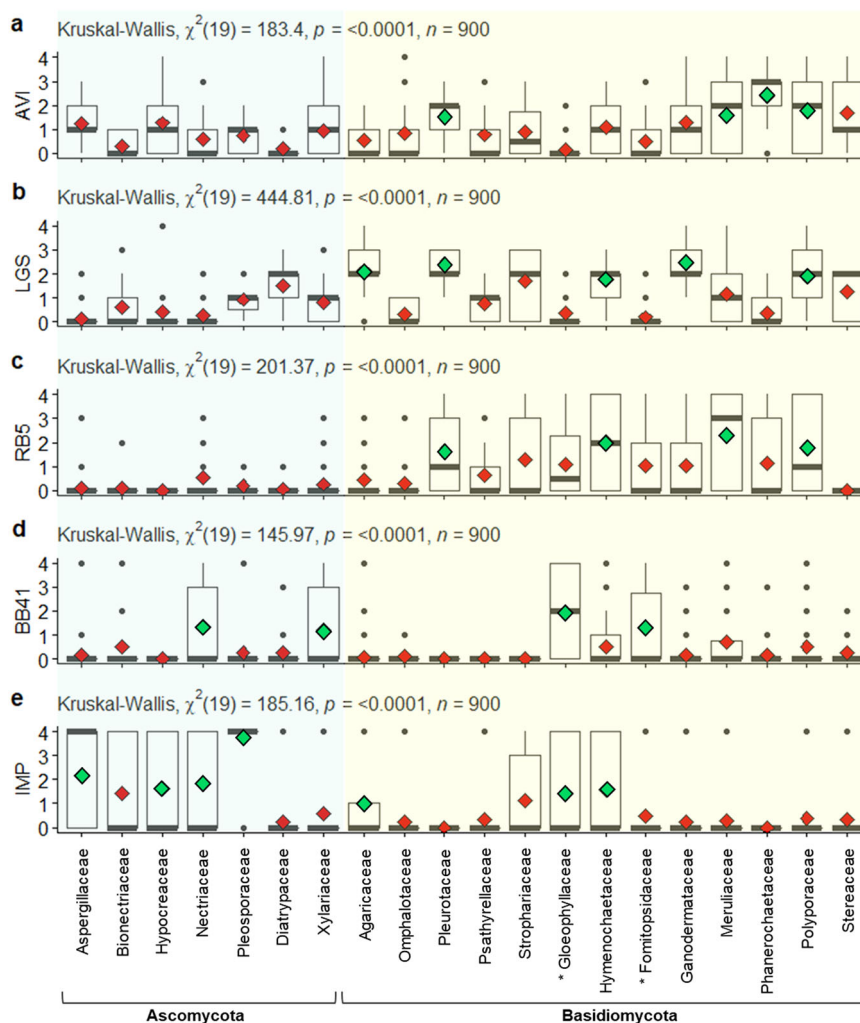 a Kruskal-Wallis, χ²(19) = 183.4, p = <0.0001, n = 900
AVI
4
3
2
1
0
b Kruskal-Wallis, χ²(19) = 444.81, p = <0.0001, n = 900
LGS
4
3
2
1
0
c Kruskal-Wallis, χ²(19) = 201.37, p = <0.0001, n = 900
RB5
4
3
2
1
0
d Kruskal-Wallis, χ²(19) = 145.97, p = <0.0001, n = 900
BB41
4
3
2
1
0
e Kruskal-Wallis, χ²(19) = 185.16, p = <0.0001, n = 900
IMP
4
3
2
1
0
Aspergillaceae
Bionectriaceae
Hypocreaceae
Nectriaceae
Pleosporaceae
Diatrypaceae
Xylariaceae
Agaricaceae
Omphalotaceae
Pleurotaceae
Psathyrellaceae
Strophariaceae
* Gloeophyllaceae
Hymenochaetaceae
* Fomitopsidaceae
Ganodermataceae
Meruliaceae
Phanerochaetaceae
Polyporaceae
Stereaceae
Ascomycota
Basidiomycota